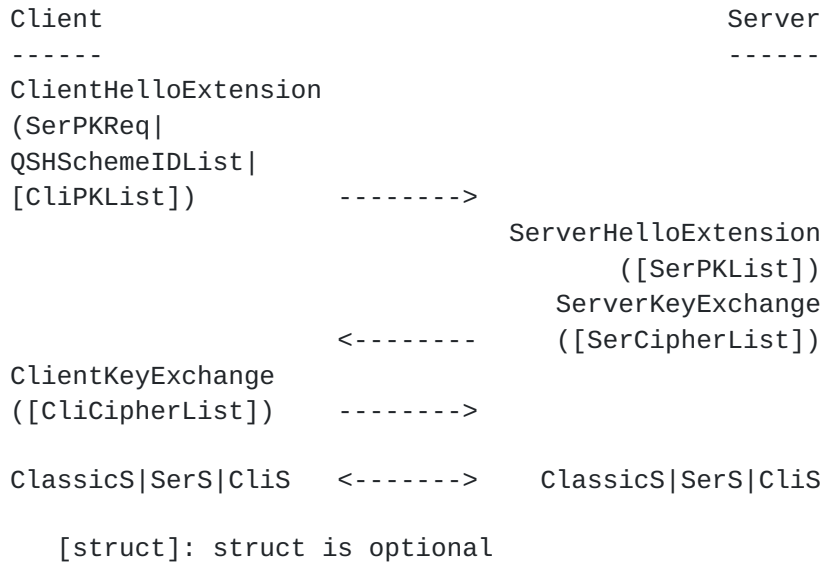 Client                                        Server
------                                        ------
ClientHelloExtension
(SerPKReq|
QSHSchemeIDList|
[CliPKList])         -------->
                                ServerHelloExtension
                                       ([SerPKList])
                                   ServerKeyExchange
                     <--------     ([SerCipherList])
ClientKeyExchange
([CliCipherList])    -------->
ClassicS|SerS|CliS   <------->    ClassicS|SerS|CliS
[struct]: struct is optional